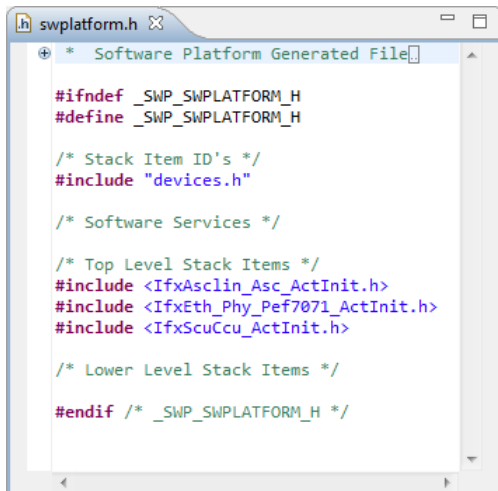 swplatform.h
* Software Platform Generated File
#ifndef _SWP_SWPLATFORM_H
#define _SWP_SWPLATFORM_H
/* Stack Item ID's */
#include "devices.h"
/* Software Services */
/* Top Level Stack Items */
#include <IfxAsclin_Asc_ActInit.h>
#include <IfxEth_Phy_Pef7071_ActInit.h>
#include <IfxScuCcu_ActInit.h>
/* Lower Level Stack Items */
#endif /* _SWP_SWPLATFORM_H */